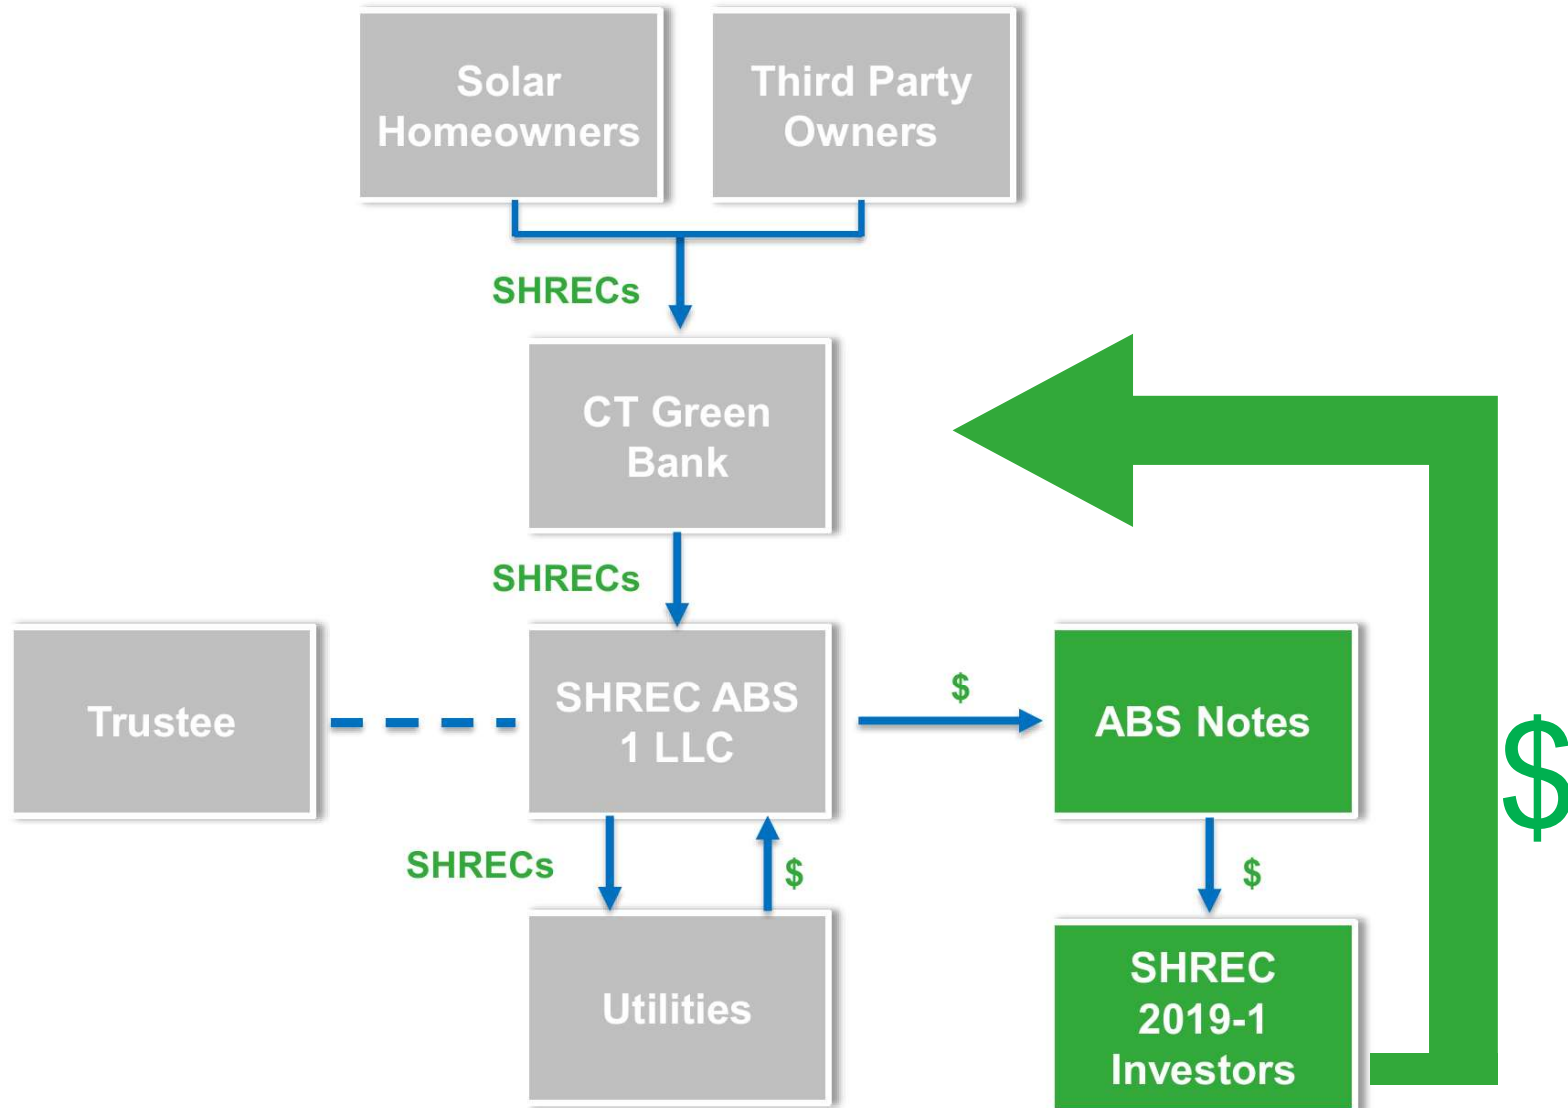 Solar
Homeowners
Third Party
Owners
SHRECs
CT Green
Bank
SHRECs
Trustee
SHREC ABS
1 LLC
$
ABS Notes
$
SHRECs
$
$
Utilities
SHREC
2019-1
Investors